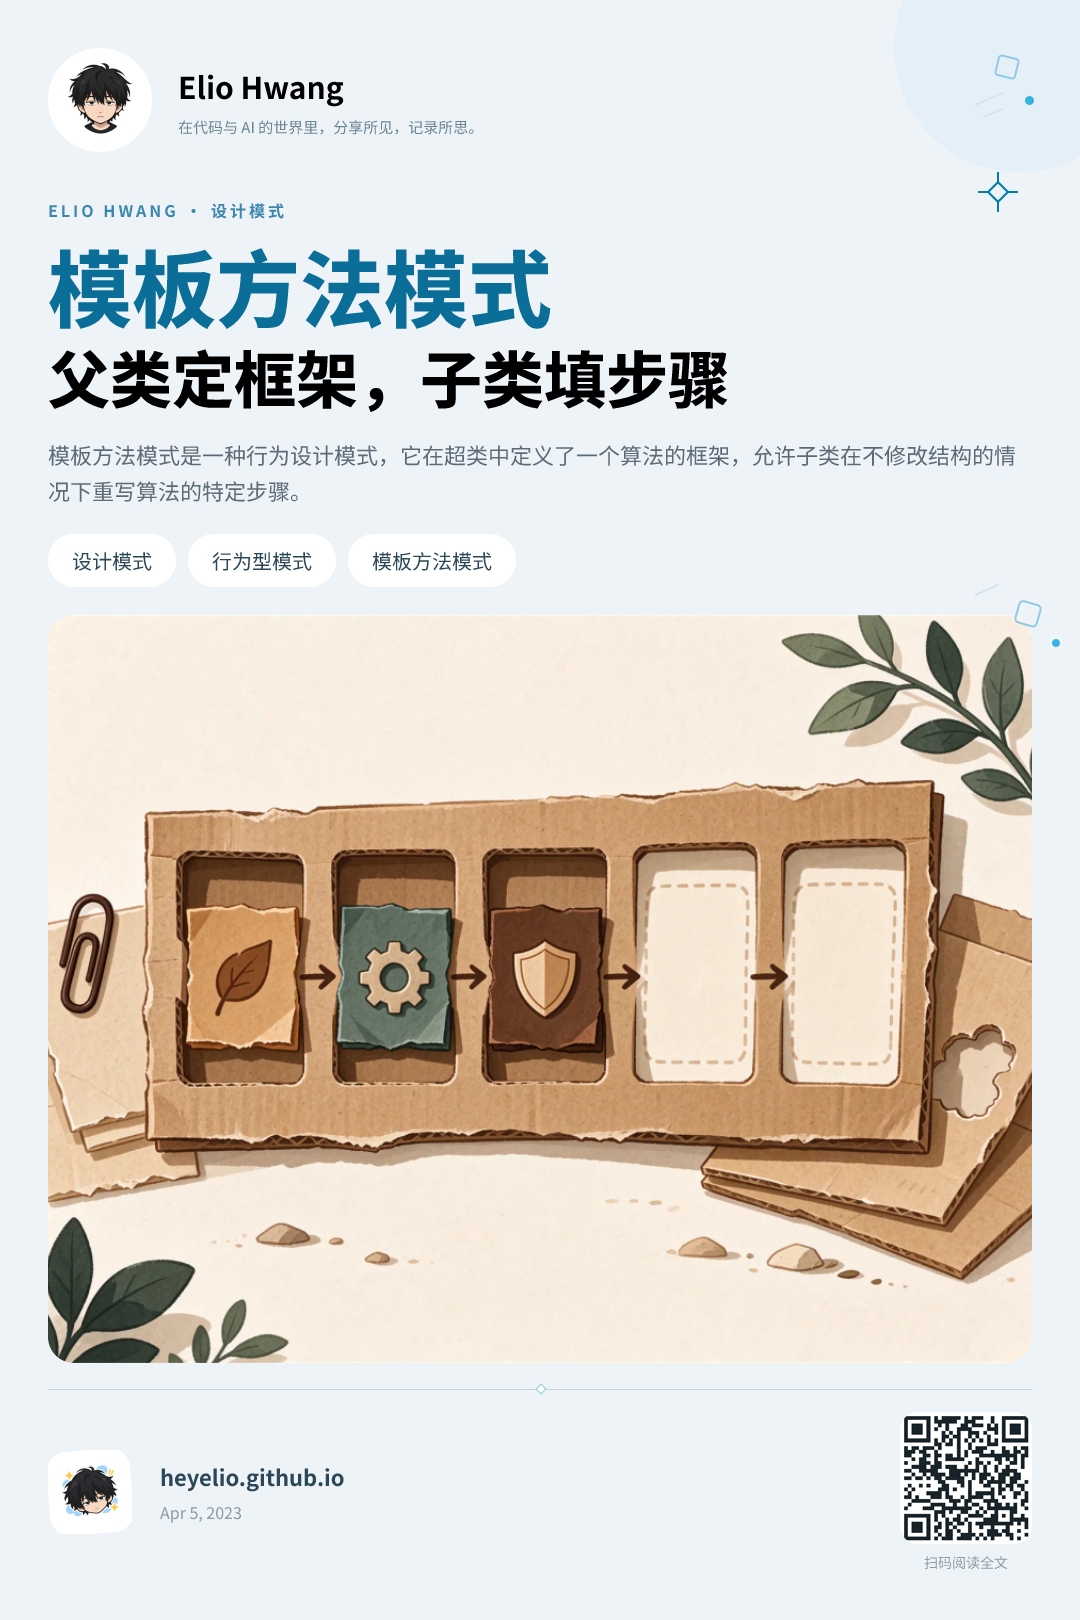 Elio Hwang
在代码与 AI 的世界里，分享所见，记录所思。
ELIO HWANG • 设计模式
模板方法模式
父类定框架，子类填步骤
模板方法模式是一种行为设计模式，它在超类中定义了一个算法的框架，允许子类在不修改结构的情
况下重写算法的特定步骤。
设计模式
行为型模式
模板方法模式
heyelio.github.io
Apr 5, 2023
扫码阅读全文